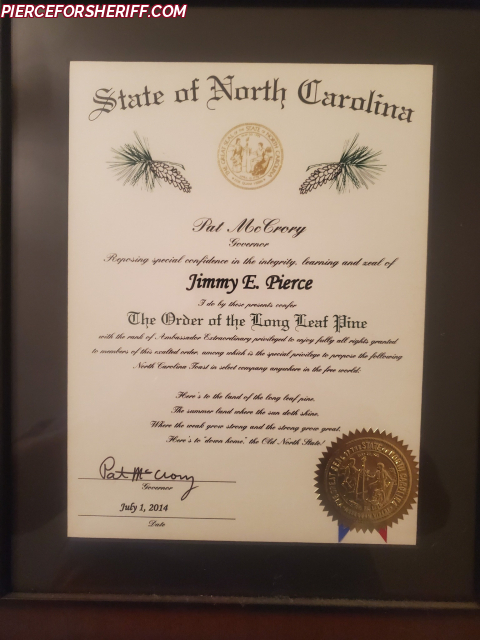 PIERCEFORSHERIFF.COM
State of North Carolina
Pat McCrory
Governor
Reposing special confidence in the integrity, learning and zeal of
Jimmy E. Pierce
I do by these presents confer
The Order of the Long Leaf Pine
with the rank of Ambassador Extraordinary privileged to enjoy fully all rights granted
to members of this exalted order, among which is the special privilege to propose the following
North Carolina Toast in select company anywhere in the free world:
Here's to the land of the long leaf pine,
The summer land where the sun doth shine,
Where the weak grow strong and the strong grow great,
Here's to "down home," the Old North State!
Pat McCrory
Governor
July 1, 2014
Date